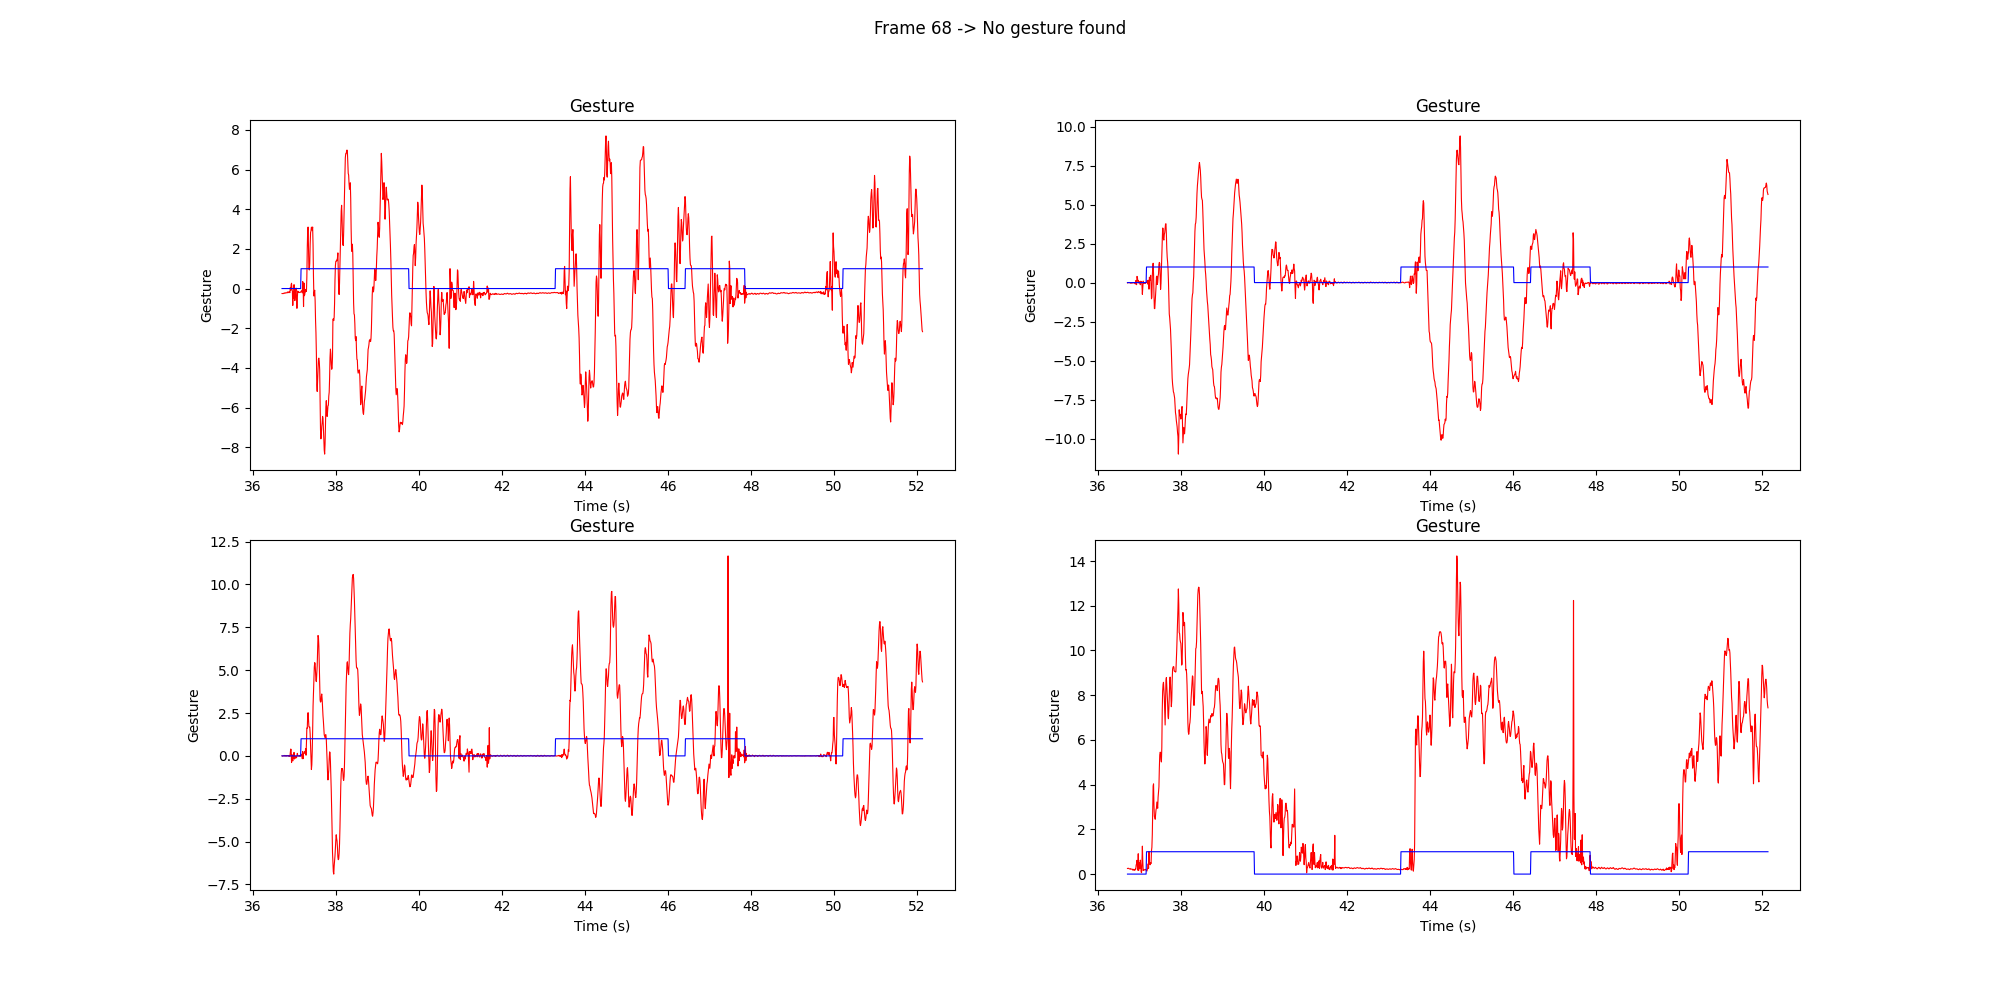 Frame 68 -> No gesture found
Gesture
8
6
4
2
0
−2
−4
−6
−8
Gesture
36 38 40 42 44 46 48 50 52
Time (s)
Gesture
10.0
7.5
5.0
2.5
0.0
−2.5
−5.0
−7.5
−10.0
Gesture
36 38 40 42 44 46 48 50 52
Time (s)
Gesture
12.5
10.0
7.5
5.0
2.5
0.0
−2.5
−5.0
−7.5
Gesture
36 38 40 42 44 46 48 50 52
Time (s)
Gesture
14
12
10
8
6
4
2
0
Gesture
36 38 40 42 44 46 48 50 52
Time (s)